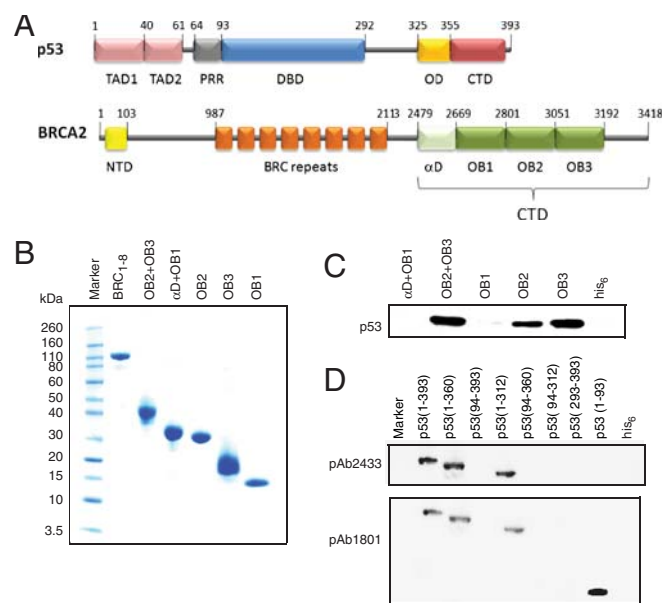 A
1 40 61 64 93 292 325 355 393
p53
TAD1 TAD2 PRR DBD OD CTD
1 103 987 2113 2479 2669 2801 3051 3192 3418
BRCA2
NTD BRC repeats αD OB1 OB2 OB3
CTD
B
Marker
BRC1-8
OB2+OB3
αD+OB1
OB2
OB3
OB1
kDa
260
160
110
80
60
50
40
30
20
15
10
3.5
C
αD+OB1
OB2+OB3
OB1
OB2
OB3
his6
p53
D
Marker
p53(1-393)
p53(1-360)
p53(94-393)
p53(1-312)
p53(94-360)
p53( 94-312)
p53( 293-393)
p53 (1-93)
his6
pAb2433
pAb1801